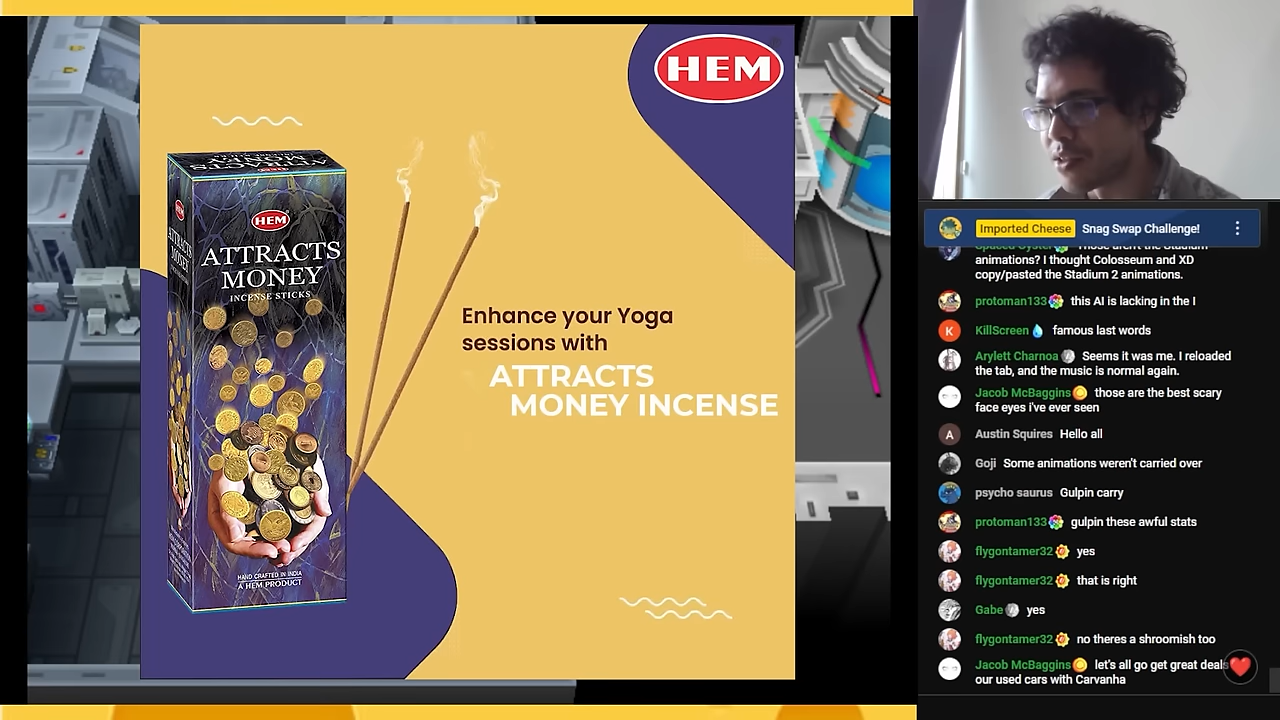 HEM
HEM
ATTRACTS
MONEY
INCENSE STICKS
HAND CRAFTED IN INDIA
A HEM PRODUCT
Enhance your Yoga
sessions with
ATTRACTS
MONEY INCENSE
Imported Cheese Snag Swap Challenge!
animations? I thought Colosseum and XD
copy/pasted the Stadium 2 animations.
protoman133 this AI is lacking in the I
KillScreen famous last words
Arylett Charnoa Seems it was me. I reloaded
the tab, and the music is normal again.
Jacob McBaggins those are the best scary
face eyes i've ever seen
Austin Squires Hello all
Goji Some animations weren't carried over
psycho saurus Gulpin carry
protoman133 gulpin these awful stats
flygontamer32 yes
flygontamer32 that is right
Gabe yes
flygontamer32 no theres a shroomish too
Jacob McBaggins let's all go get great deals
our used cars with Carvanha